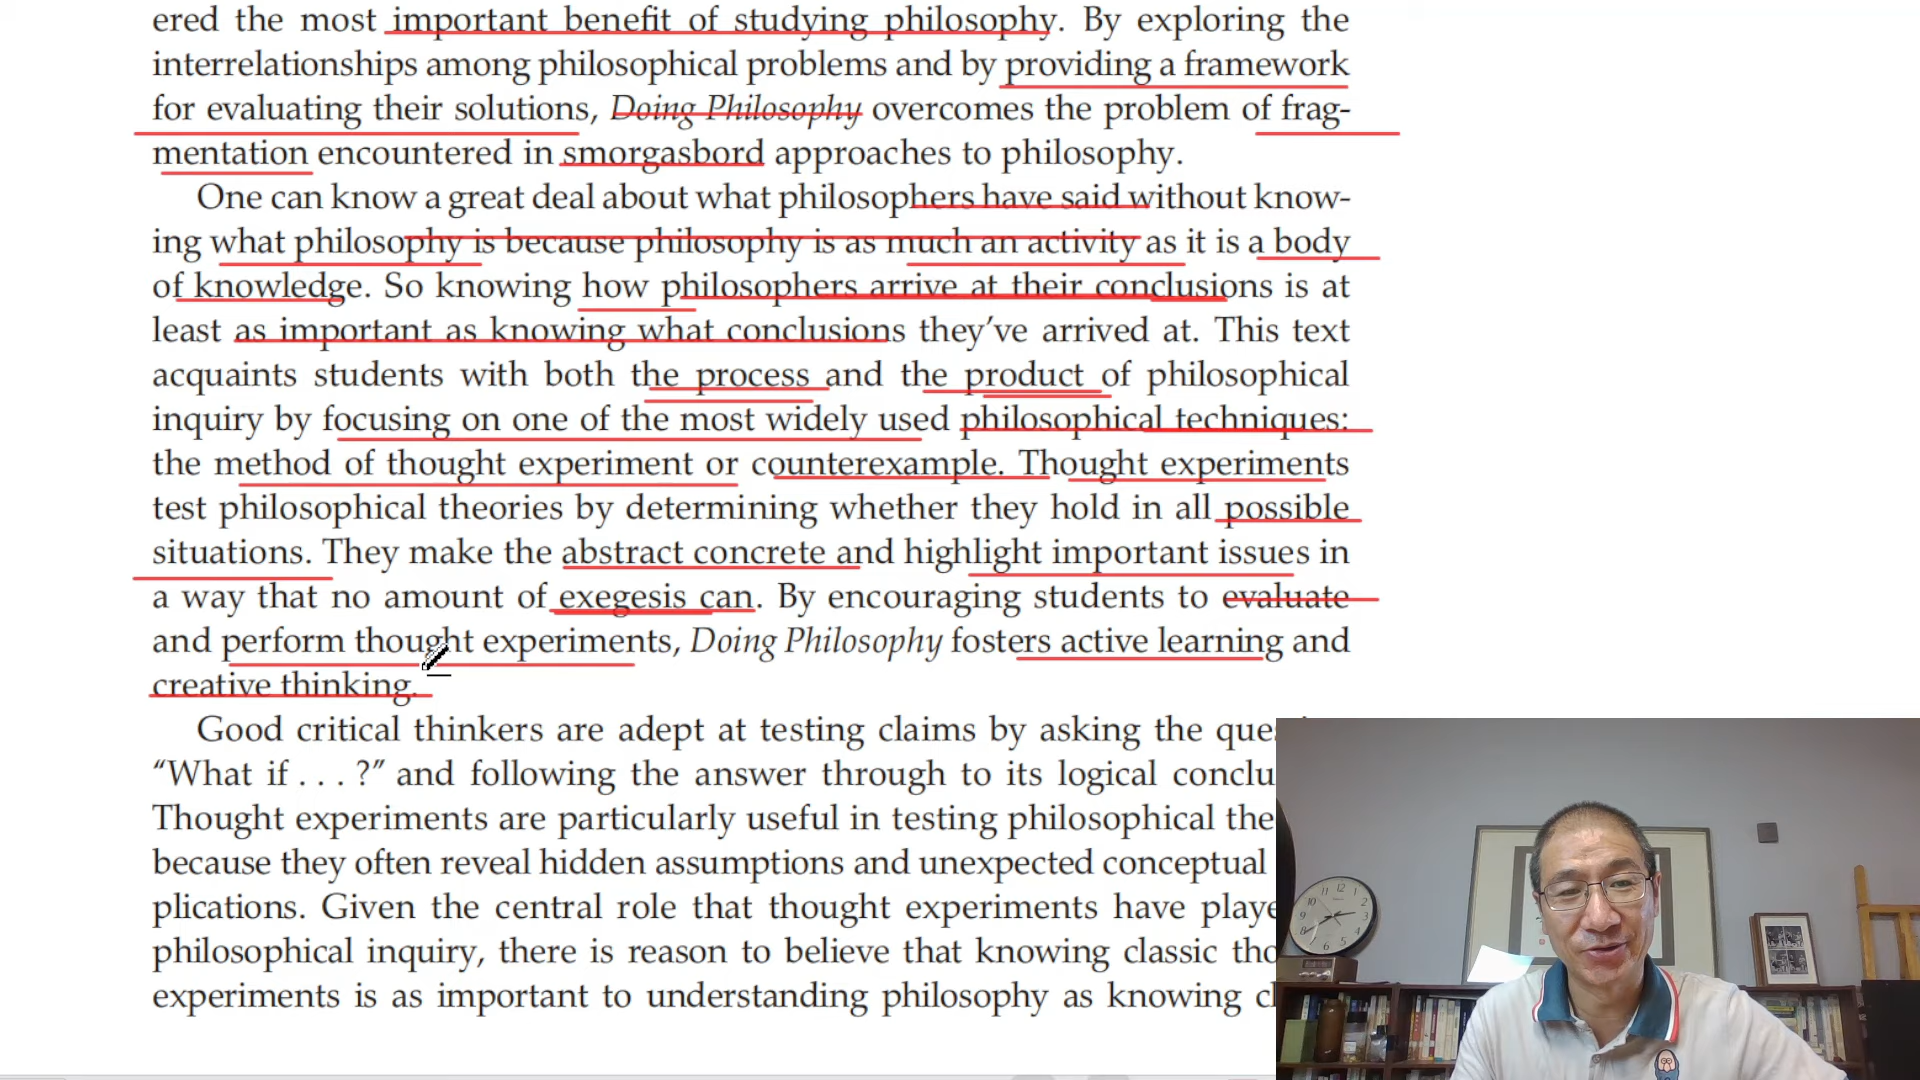 ered the most important benefit of studying philosophy. By exploring the
interrelationships among philosophical problems and by providing a framework
for evaluating their solutions, Doing Philosophy overcomes the problem of frag-
mentation encountered in smorgasbord approaches to philosophy.
One can know a great deal about what philosophers have said without know-
ing what philosophy is because philosophy is as much an activity as it is a body
of knowledge. So knowing how philosophers arrive at their conclusions is at
least as important as knowing what conclusions they've arrived at. This text
acquaints students with both the process and the product of philosophical
inquiry by focusing on one of the most widely used philosophical techniques:
the method of thought experiment or counterexample. Thought experiments
test philosophical theories by determining whether they hold in all possible
situations. They make the abstract concrete and highlight important issues in
a way that no amount of exegesis can. By encouraging students to evaluate
and perform thought experiments, Doing Philosophy fosters active learning and
creative thinking.
Good critical thinkers are adept at testing claims by asking the
"What if . . . ?" and following the answer through to its logical
Thought experiments are particularly useful in testing philosophical
because they often reveal hidden assumptions and unexpected conceptual
plications. Given the central role that thought experiments have
philosophical inquiry, there is reason to believe that knowing classic
experiments is as important to understanding philosophy as knowing